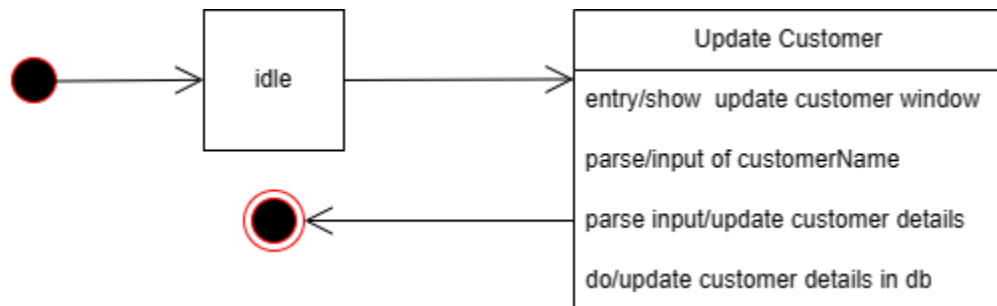 idle
Update Customer
entry/show update customer window
parse/input of customerName
parse input/update customer details
do/update customer details in db